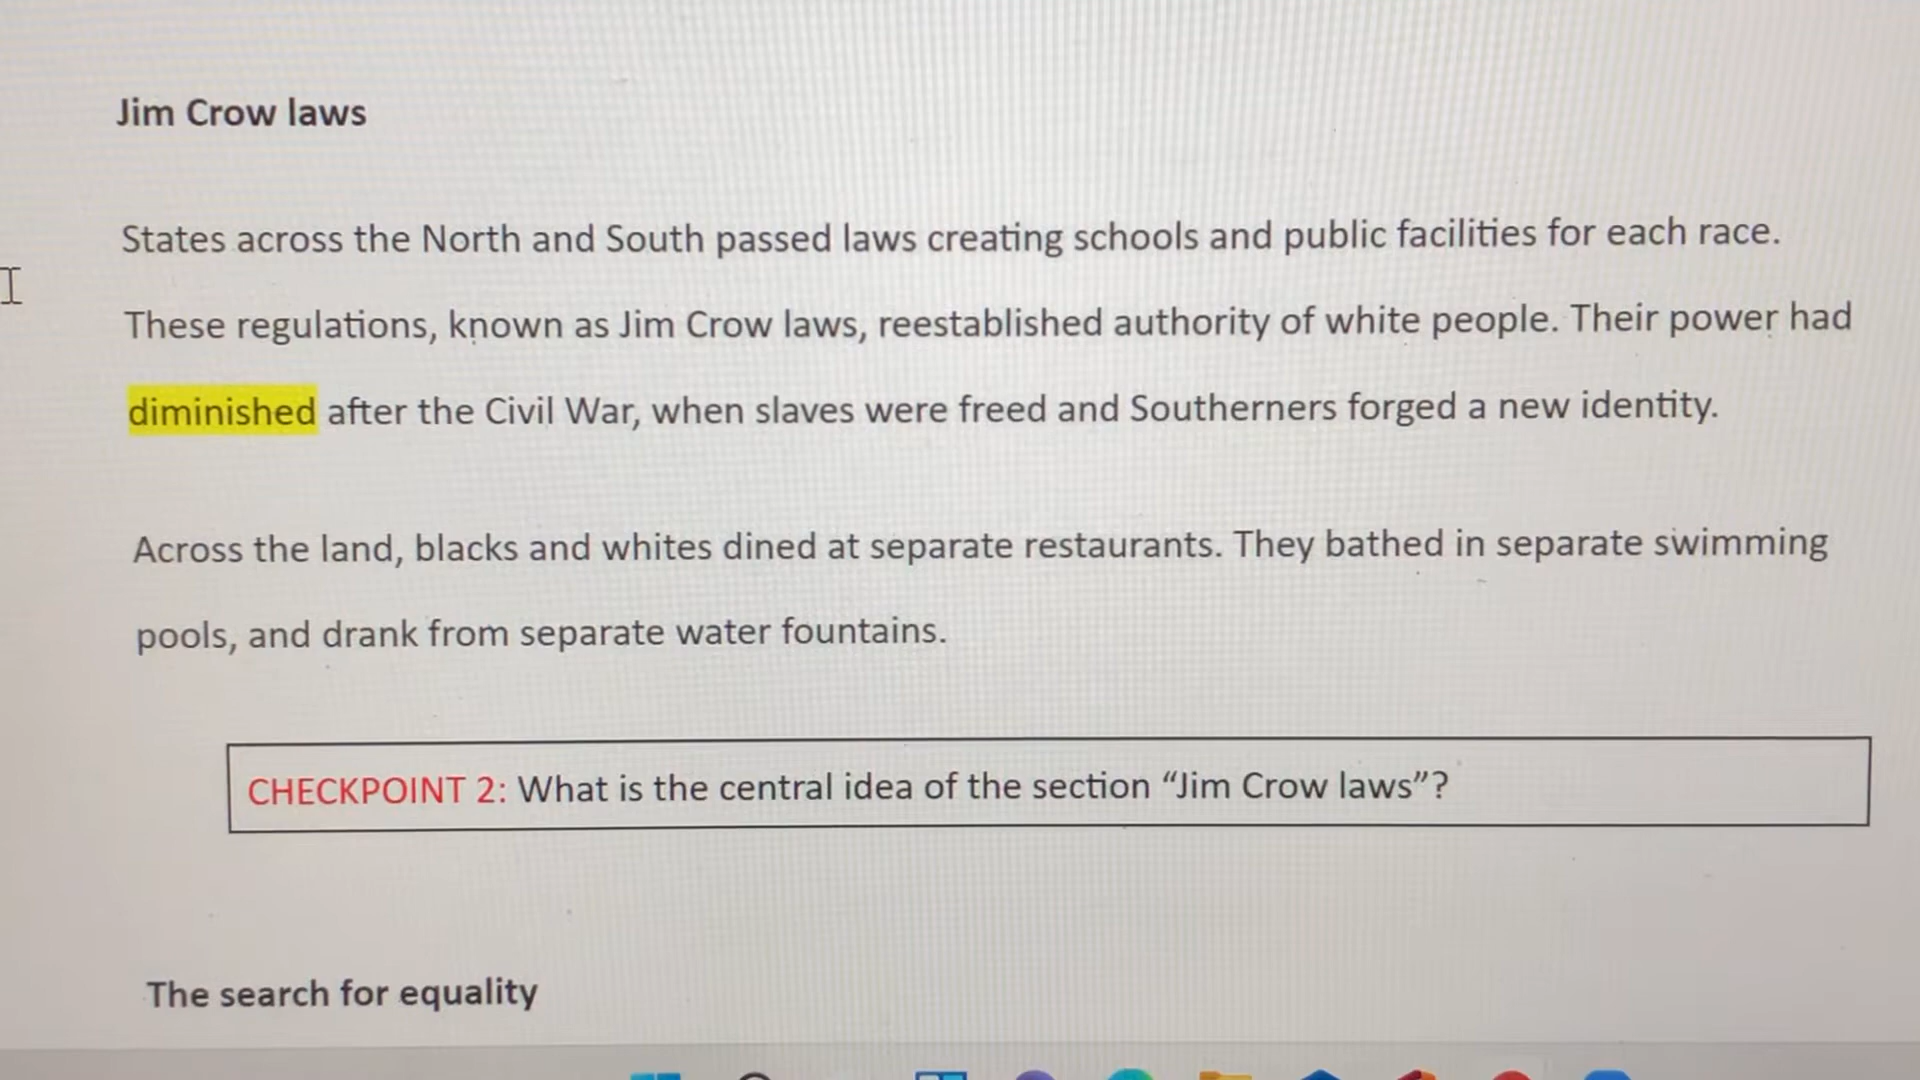 Jim Crow laws
States across the North and South passed laws creating schools and public facilities for each race.
These regulations, known as Jim Crow laws, reestablished authority of white people. Their power had
diminished after the Civil War, when slaves were freed and Southerners forged a new identity.
Across the land, blacks and whites dined at separate restaurants. They bathed in separate swimming
pools, and drank from separate water fountains.
CHECKPOINT 2: What is the central idea of the section “Jim Crow laws”?
The search for equality